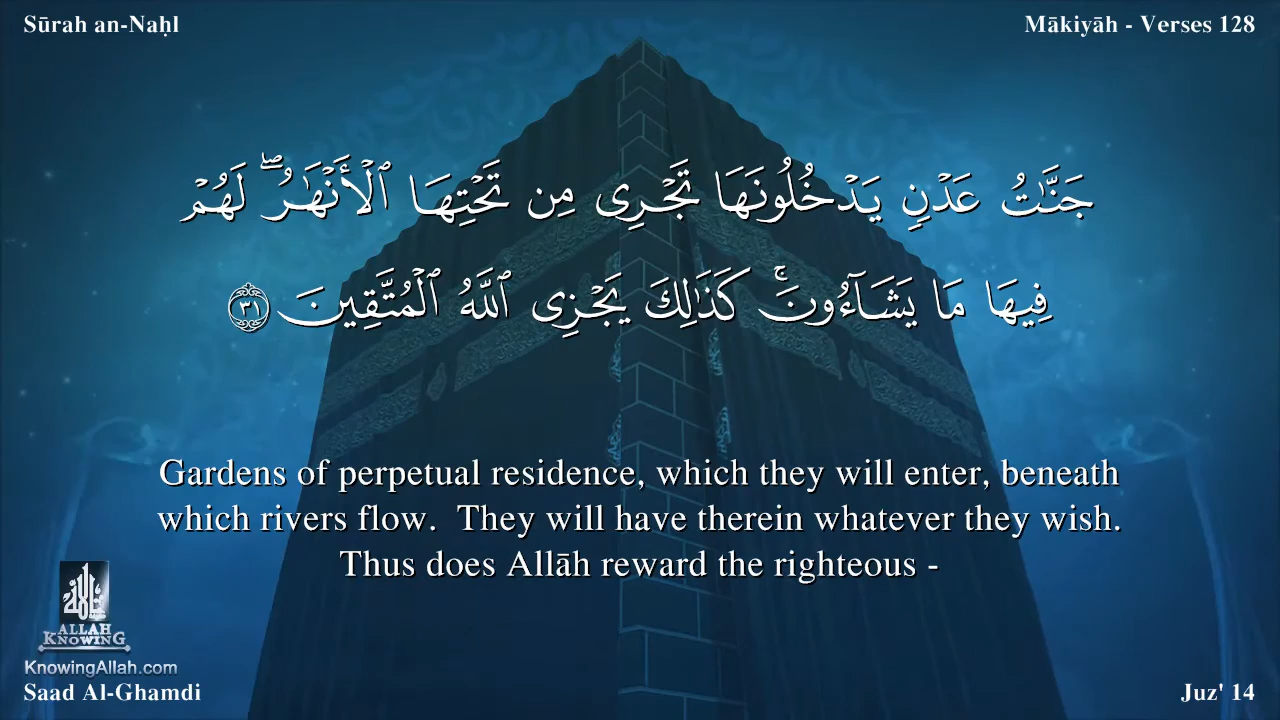 Sūrah an-Naḥl
Mākiyāh - Verses 128
جَنَّـٰتُ عَدْنٍ يَدْخُلُونَهَا تَجْرِى مِن تَحْتِهَا ٱلْأَنْهَـٰرُ ۖ لَهُمْ
فِيهَا مَا يَشَآءُونَ ۚ كَذَٰلِكَ يَجْزِى ٱللَّهُ ٱلْمُتَّقِينَ ٣١
Gardens of perpetual residence, which they will enter, beneath
which rivers flow.  They will have therein whatever they wish.
Thus does Allāh reward the righteous -
ALLAH
KNOWING
KnowingAllah.com
Saad Al-Ghamdi
Juz' 14